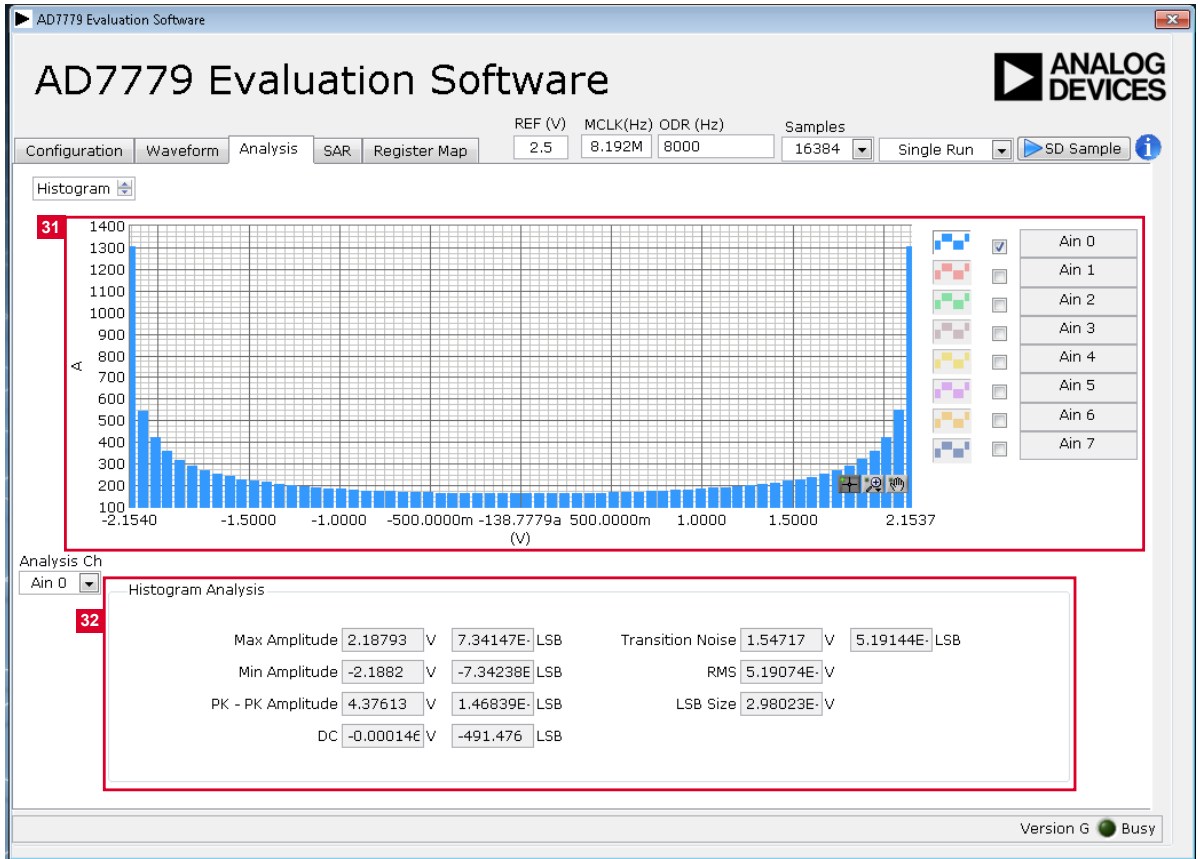 AD7779 Evaluation Software
AD7779 Evaluation Software
ANALOG
DEVICES
REF (V) MCLK(Hz) ODR (Hz) Samples
Configuration Waveform Analysis SAR Register Map 2.5 8.192M 8000 16384 Single Run SD Sample i
Histogram
31
1400
1300
1200
1100
1000
900
800
700
600
500
400
300
200
100
A
-2.1540 -1.5000 -1.0000 -500.0000m -138.7779a 500.0000m 1.0000 1.5000 2.1537
(V)
Ain 0
Ain 1
Ain 2
Ain 3
Ain 4
Ain 5
Ain 6
Ain 7
Analysis Ch
Ain 0
32
Histogram Analysis
Max Amplitude 2.18793 V 7.34147E- LSB Transition Noise 1.54717 V 5.19144E- LSB
Min Amplitude -2.1882 V -7.34238E LSB RMS 5.19074E- V
PK - PK Amplitude 4.37613 V 1.46839E- LSB LSB Size 2.98023E- V
DC -0.000146 V -491.476 LSB
Version G Busy